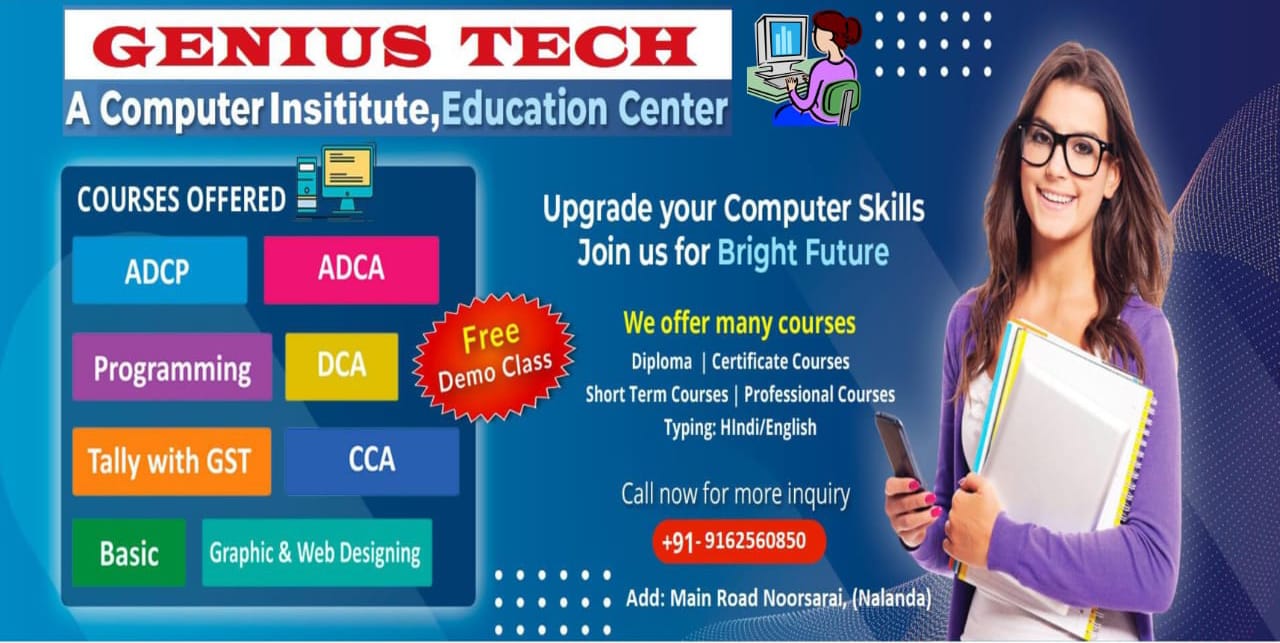 GENIUS TECH
A Computer Insititute,Education Center
COURSES OFFERED
ADCP
ADCA
Programming
DCA
Tally with GST
CCA
Basic
Graphic & Web Designing
Free
Demo Class
Upgrade your Computer Skills
Join us for Bright Future
We offer many courses
Diploma | Certificate Courses
Short Term Courses | Professional Courses
Typing: HIndi/English
Call now for more inquiry
+91- 9162560850
Add: Main Road Noorsarai, (Nalanda)